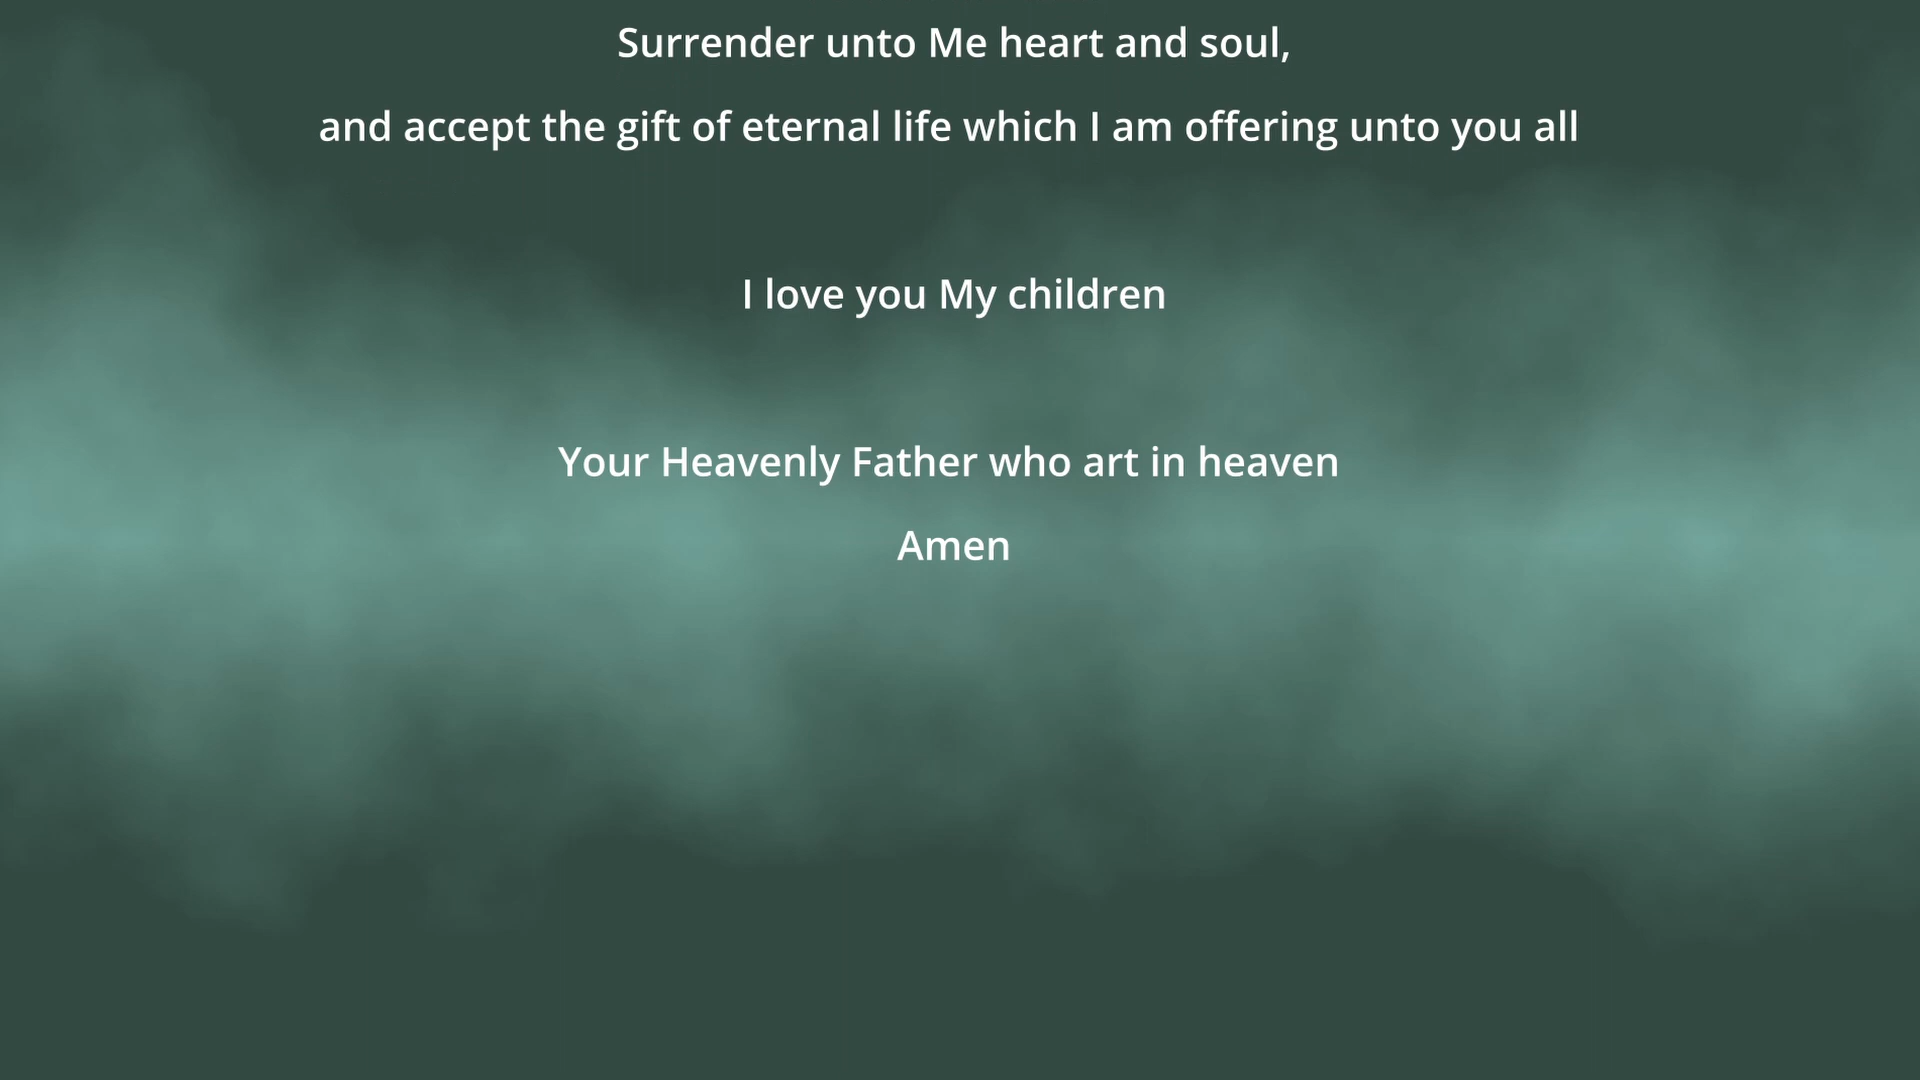 Surrender unto Me heart and soul,
and accept the gift of eternal life which I am offering unto you all
I love you My children
Your Heavenly Father who art in heaven
Amen